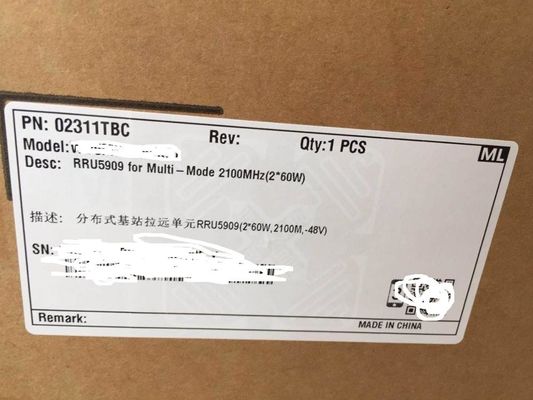 PN: 02311TBC
Rev: Qty:1 PCS
Model:
ML
Desc: RRU5909 for Multi-Mode 2100MHz(2*60W)
描述: 分布式基站拉远单元RRU5909(2*60W,2100M,-48V)
SN:
Remark:
MADE IN CHINA